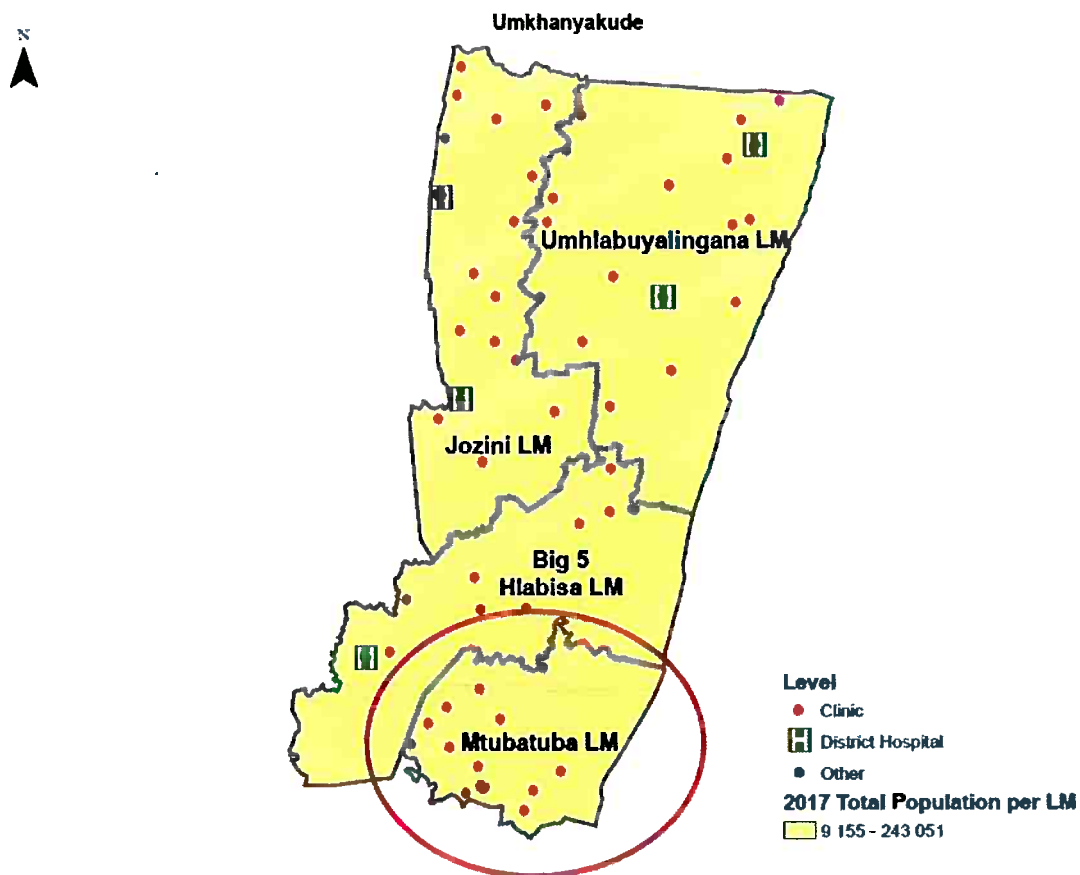 Umkhanyakude
N
Umhlabuyalingana LM
Jozini LM
Big 5
Hlabisa LM
Mtubatuba LM
Level
Clinic
H District Hospital
Other
2017 Total Population per LM
9 155 - 243 051